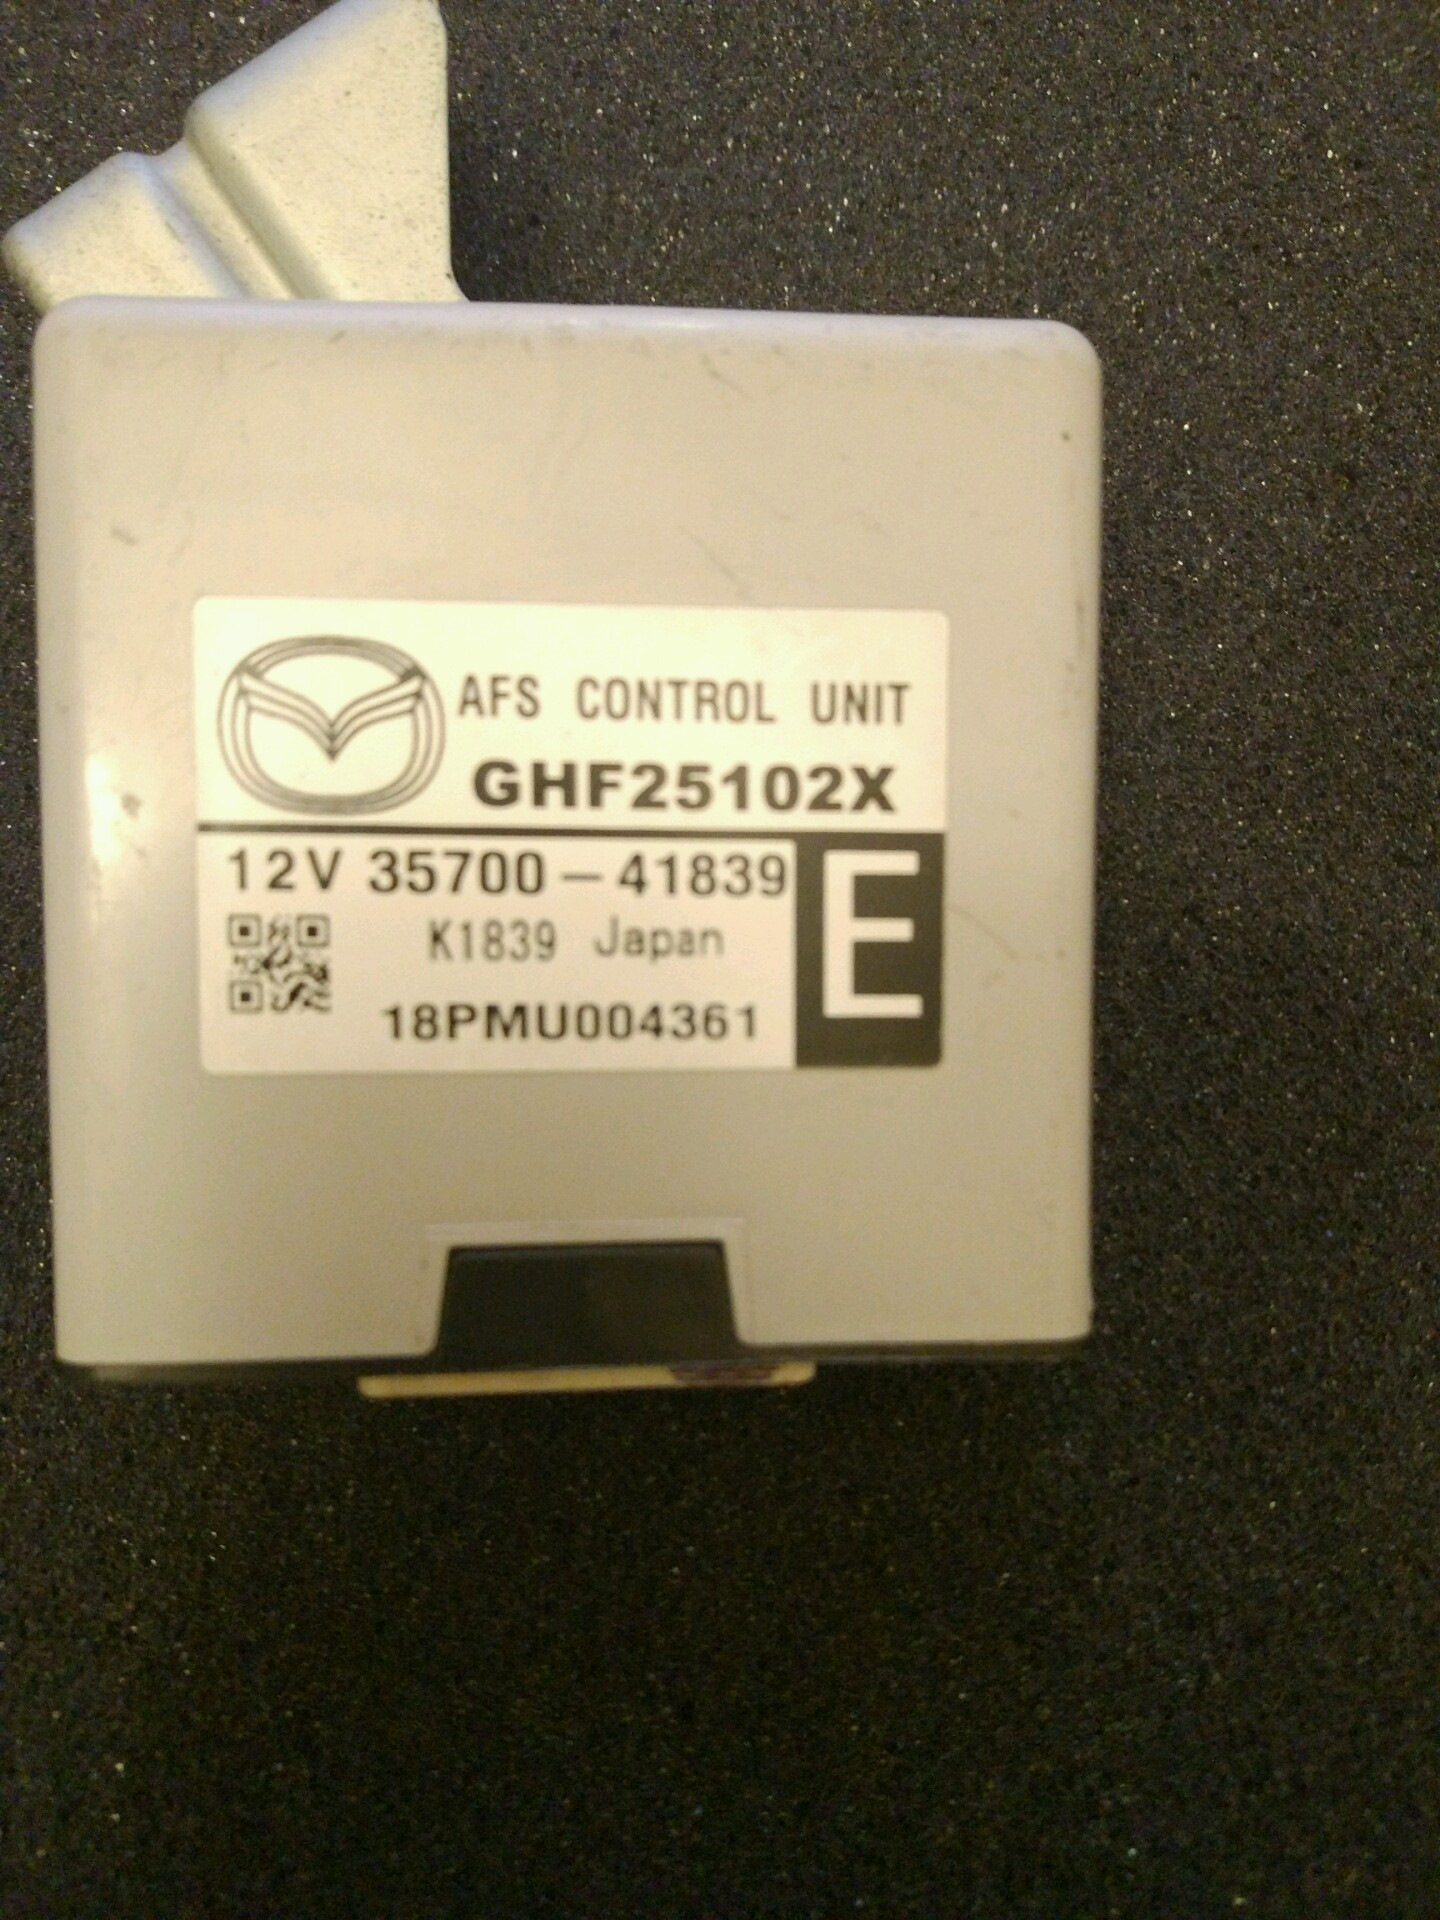 AFS CONTROL UNIT
GHF25102X
12V 35700-41839
K1839 Japan
18PMU004361
E